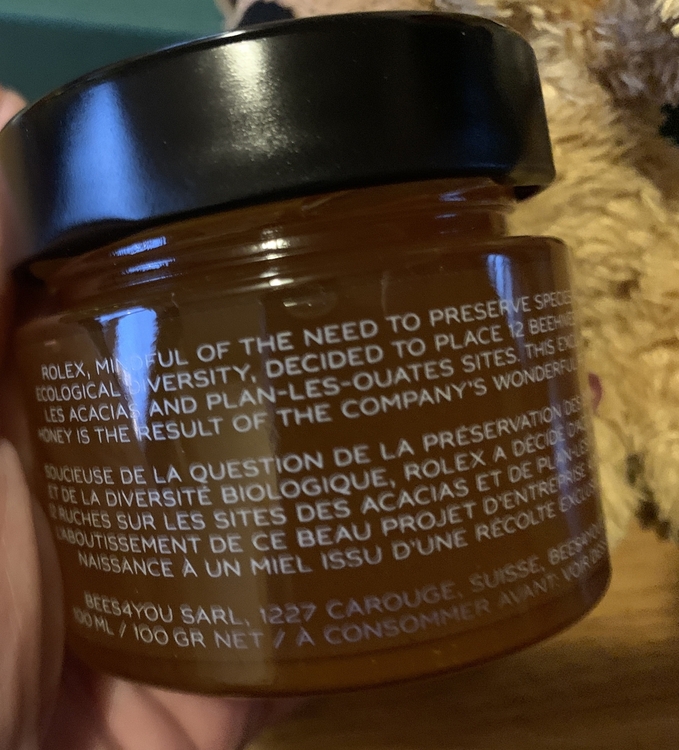 ROLEX, MINDFUL OF THE NEED TO PRESERVE SPECIES
ECOLOGICAL DIVERSITY, DECIDED TO PLACE 12 BEEHIVES
LES ACACIAS AND PLAN-LES-OUATES SITES. THIS
HONEY IS THE RESULT OF THE COMPANY'S WONDERFUL
SOUCIEUSE DE LA QUESTION DE LA PRÉSERVATION DES
ET DE LA DIVERSITÉ BIOLOGIQUE, ROLEX A DÉCIDÉ
12 RUCHES SUR LES SITES DES ACACIAS ET DE PLAN-LES
L'ABOUTISSEMENT DE CE BEAU PROJET D'ENTREPRISE
NAISSANCE À UN MIEL ISSU D'UNE RÉCOLTE
BEES4YOU SARL, 1227 CAROUGE, SUISSE, BEES4YOU
100 ML / 100 GR NET / À CONSOMMER AVANT: VOIR